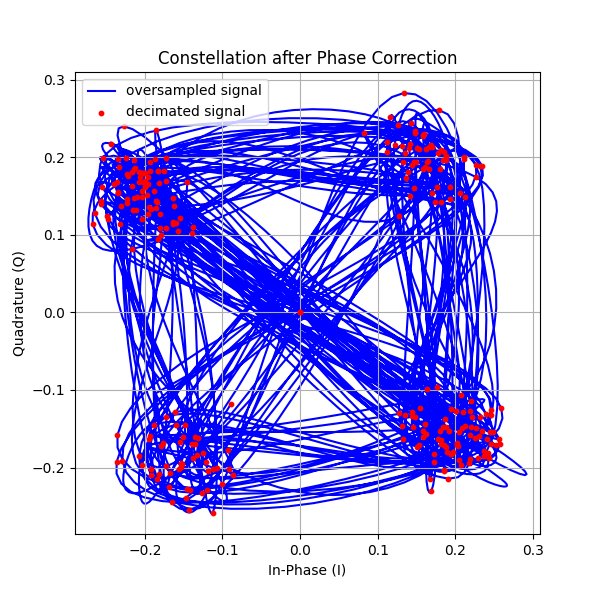 Constellation after Phase Correction
oversampled signal
decimated signal
Quadrature (Q)
0.3
0.2
0.1
0.0
−0.1
−0.2
−0.2 −0.1 0.0 0.1 0.2 0.3
In-Phase (I)